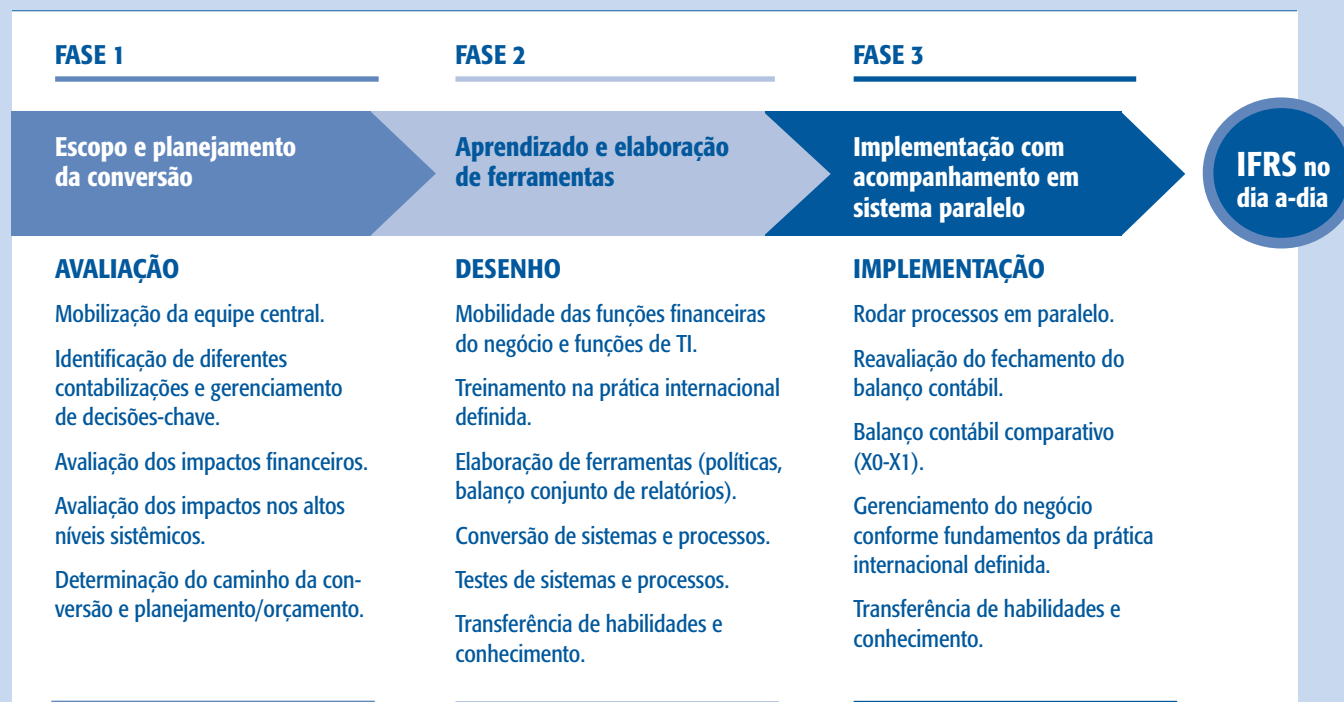 FASE 1
Escopo e planejamento
da conversão
AVALIAÇÃO
Mobilização da equipe central.
Identificação de diferentes
contabilizações e gerenciamento
de decisões-chave.
Avaliação dos impactos financeiros.
Avaliação dos impactos nos altos
níveis sistêmicos.
Determinação do caminho da con-
versão e planejamento/orçamento.
FASE 2
Aprendizado e elaboração
de ferramentas
DESENHO
Mobilidade das funções financeiras
do negócio e funções de TI.
Treinamento na prática internacional
definida.
Elaboração de ferramentas (políticas,
balanço conjunto de relatórios).
Conversão de sistemas e processos.
Testes de sistemas e processos.
Transferência de habilidades e
conhecimento.
FASE 3
Implementação com
acompanhamento em
sistema paralelo
IMPLEMENTAÇÃO
Rodar processos em paralelo.
Reavaliação do fechamento do
balanço contábil.
Balanço contábil comparativo
(X0-X1).
Gerenciamento do negócio
conforme fundamentos da prática
internacional definida.
Transferência de habilidades e
conhecimento.
IFRS no
dia a-dia